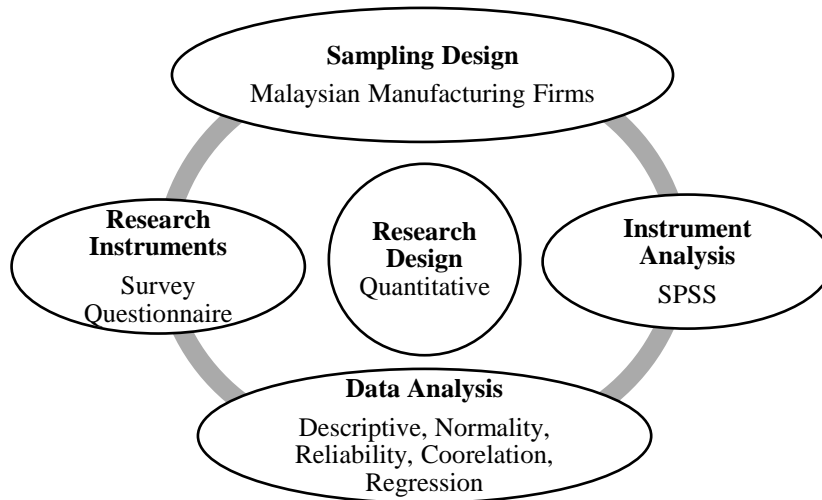 Sampling Design
Malaysian Manufacturing Firms
Research
Instruments
Survey
Questionnaire
Research
Design
Quantitative
Instrument
Analysis
SPSS
Data Analysis
Descriptive, Normality,
Reliability, Coorelation,
Regression